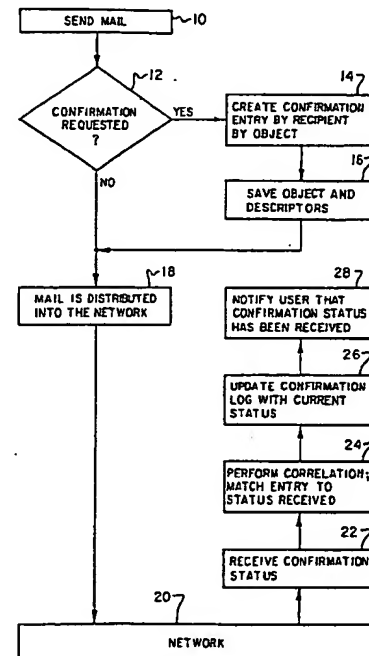 SEND MAIL
10
12
CONFIRMATION
REQUESTED
?
YES
NO
14
CREATE CONFIRMATION
ENTRY BY RECIPIENT
BY OBJECT
16
SAVE OBJECT AND
DESCRIPTORS
18
MAIL IS DISTRIBUTED
INTO THE NETWORK
28
NOTIFY USER THAT
CONFIRMATION STATUS
HAS BEEN RECEIVED
26
UPDATE CONFIRMATION
LOG WITH CURRENT
STATUS
24
PERFORM CORRELATION;
MATCH ENTRY TO
STATUS RECEIVED
22
RECEIVE CONFIRMATION
STATUS
20
NETWORK